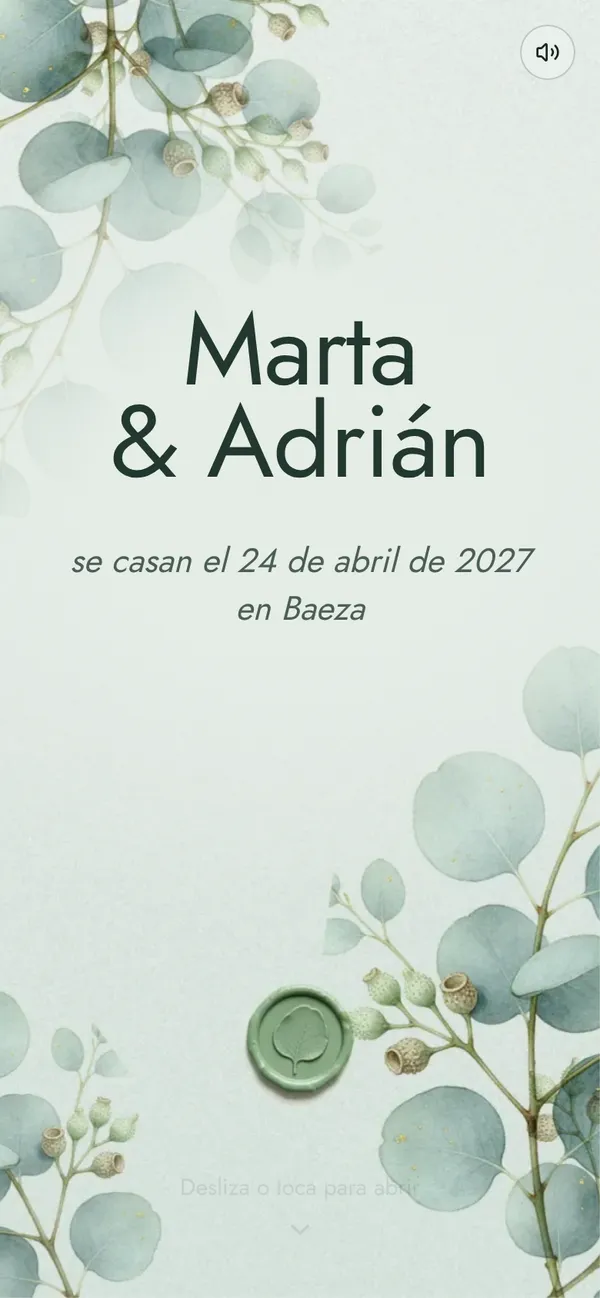 Marta
& Adrián
se casan el 24 de abril de 2027
en Baeza
Desliza o toca para abrir